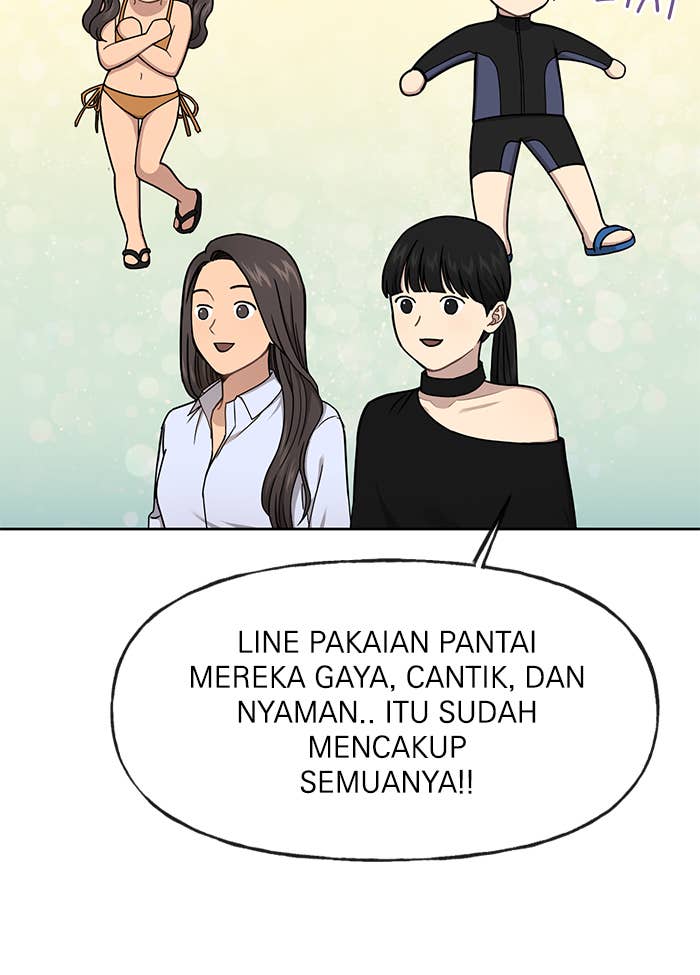 LINE PAKAIAN PANTAI
MEREKA GAYA, CANTIK, DAN
NYAMAN.. ITU SUDAH
MENCAKUP
SEMUANYA!!